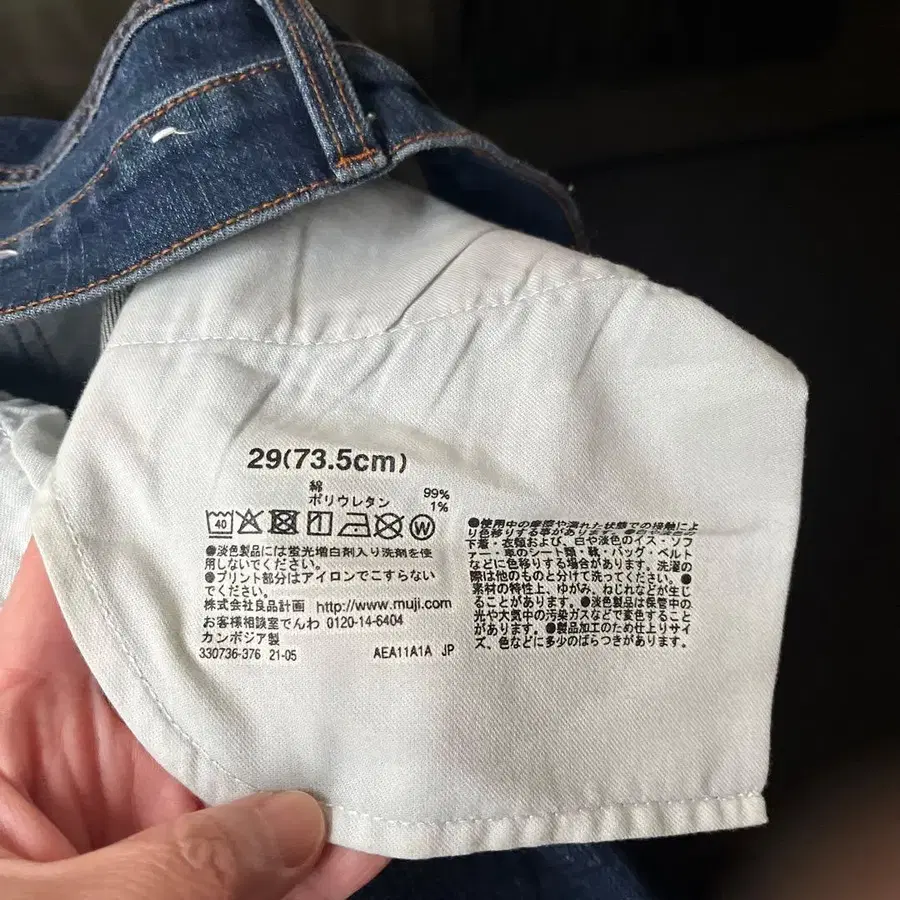 29(73.5cm)
綿 99%
ポリウレタン 1%
40
W
●淡色製品には蛍光増白剤入り洗剤を使
用しないでください。
●プリント部分はアイロンでこすらない
でください。
株式会社良品計画 http://www.muji.com
お客様相談室でんわ 0120-14-6404
カンボジア製
330736-376 21-05 AEA11A1A JP
●使用中の摩擦や濡れた状態での接触によ
り色移りする事があります。
下着・衣類および、白や淡色のイス・ソフ
ァー・車のシート類・靴・バッグ・ベルト
などに色移りする場合があります。洗濯の
際は他のものと分けて洗ってください。●
素材の特性上、ゆがみ、ねじれなどが生じ
ることがあります。●淡色製品は保管中の
光や大気中の汚染ガスなどで変色すること
があります。●製品加工のため仕上りサイ
ズ、色などに多少のばらつきがあります。